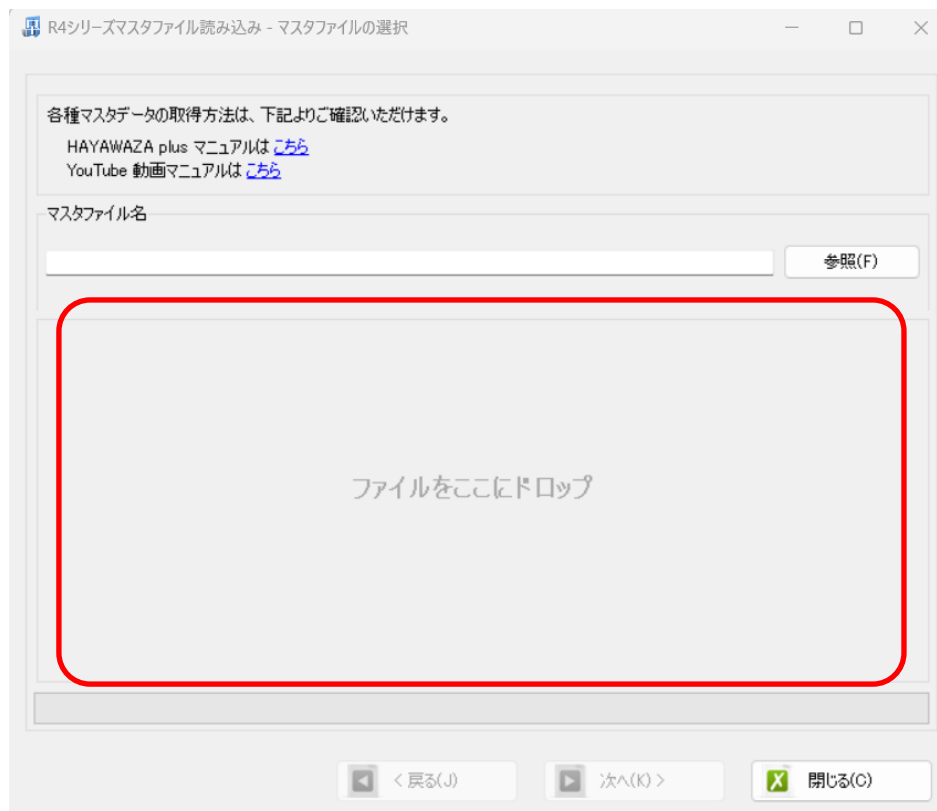 R4シリーズマスタファイル読み込み - マスタファイルの選択
各種マスタデータの取得方法は、下記よりご確認いただけます。
HAYAWAZA plus マニュアルは こちら
YouTube 動画マニュアルは こちら
マスタファイル名
参照(F)
ファイルをここにドロップ
< 戻る(J)
次へ(K) >
閉じる(C)